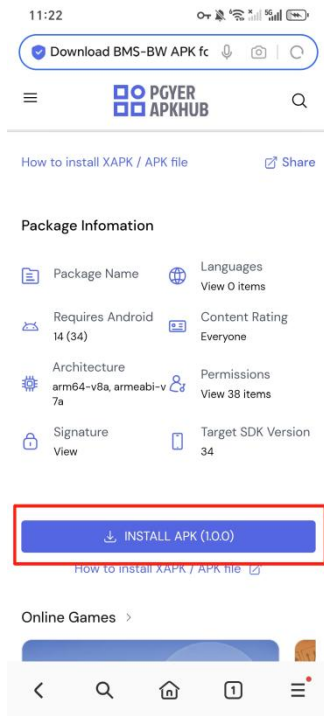 11:22
5G
Download BMS-BW APK fc
PGYER
APKHUB
How to install XAPK / APK file
Share
Package Infomation
Package Name
Languages
View 0 items
Requires Android
14 (34)
Content Rating
Everyone
Architecture
arm64-v8a, armeabi-v
7a
Permissions
View 38 items
Signature
View
Target SDK Version
34
INSTALL APK (1.0.0)
How to install XAPK / APK file
Online Games
1